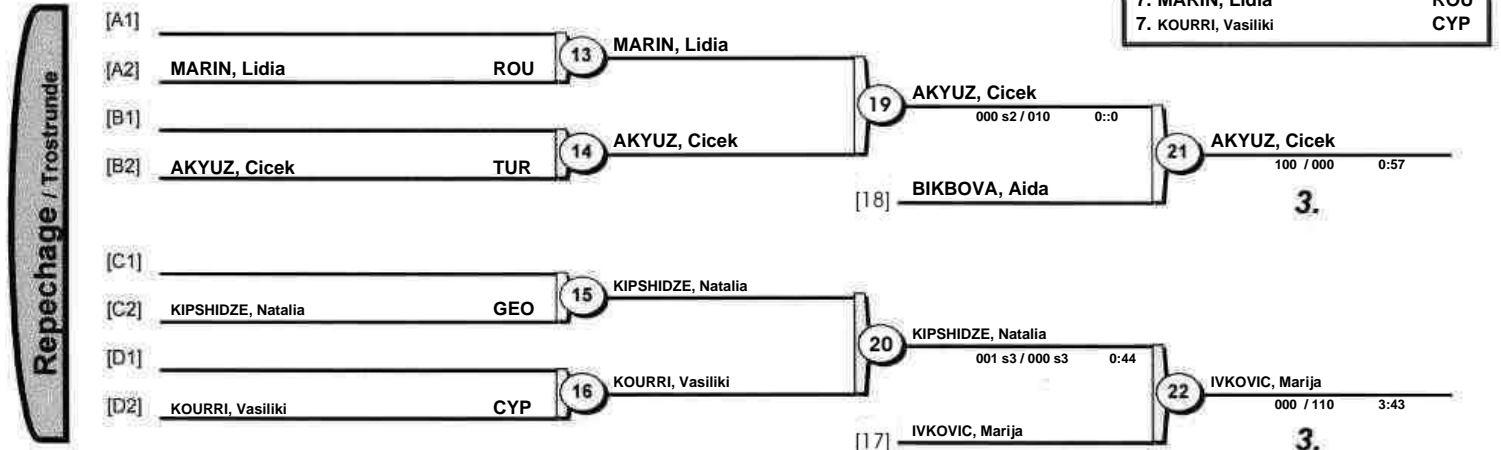 7. MARIN, Lidia ROU
7. KOURRI, Vasiliki CYP
Repechage / Trostrunde
[A1]
[A2] MARIN, Lidia ROU
13 MARIN, Lidia
[B1]
[B2] AKYUZ, Cicek TUR
14 AKYUZ, Cicek
19 AKYUZ, Cicek
000 s2 / 010 0::0
[18] BIKBOVA, Aida
21 AKYUZ, Cicek
100 / 000 0:57
3.
[C1]
[C2] KIPSHIDZE, Natalia GEO
15 KIPSHIDZE, Natalia
[D1]
[D2] KOURRI, Vasiliki CYP
16 KOURRI, Vasiliki
20 KIPSHIDZE, Natalia
001 s3 / 000 s3 0:44
[17] IVKOVIC, Marija
22 IVKOVIC, Marija
000 / 110 3:43
3.